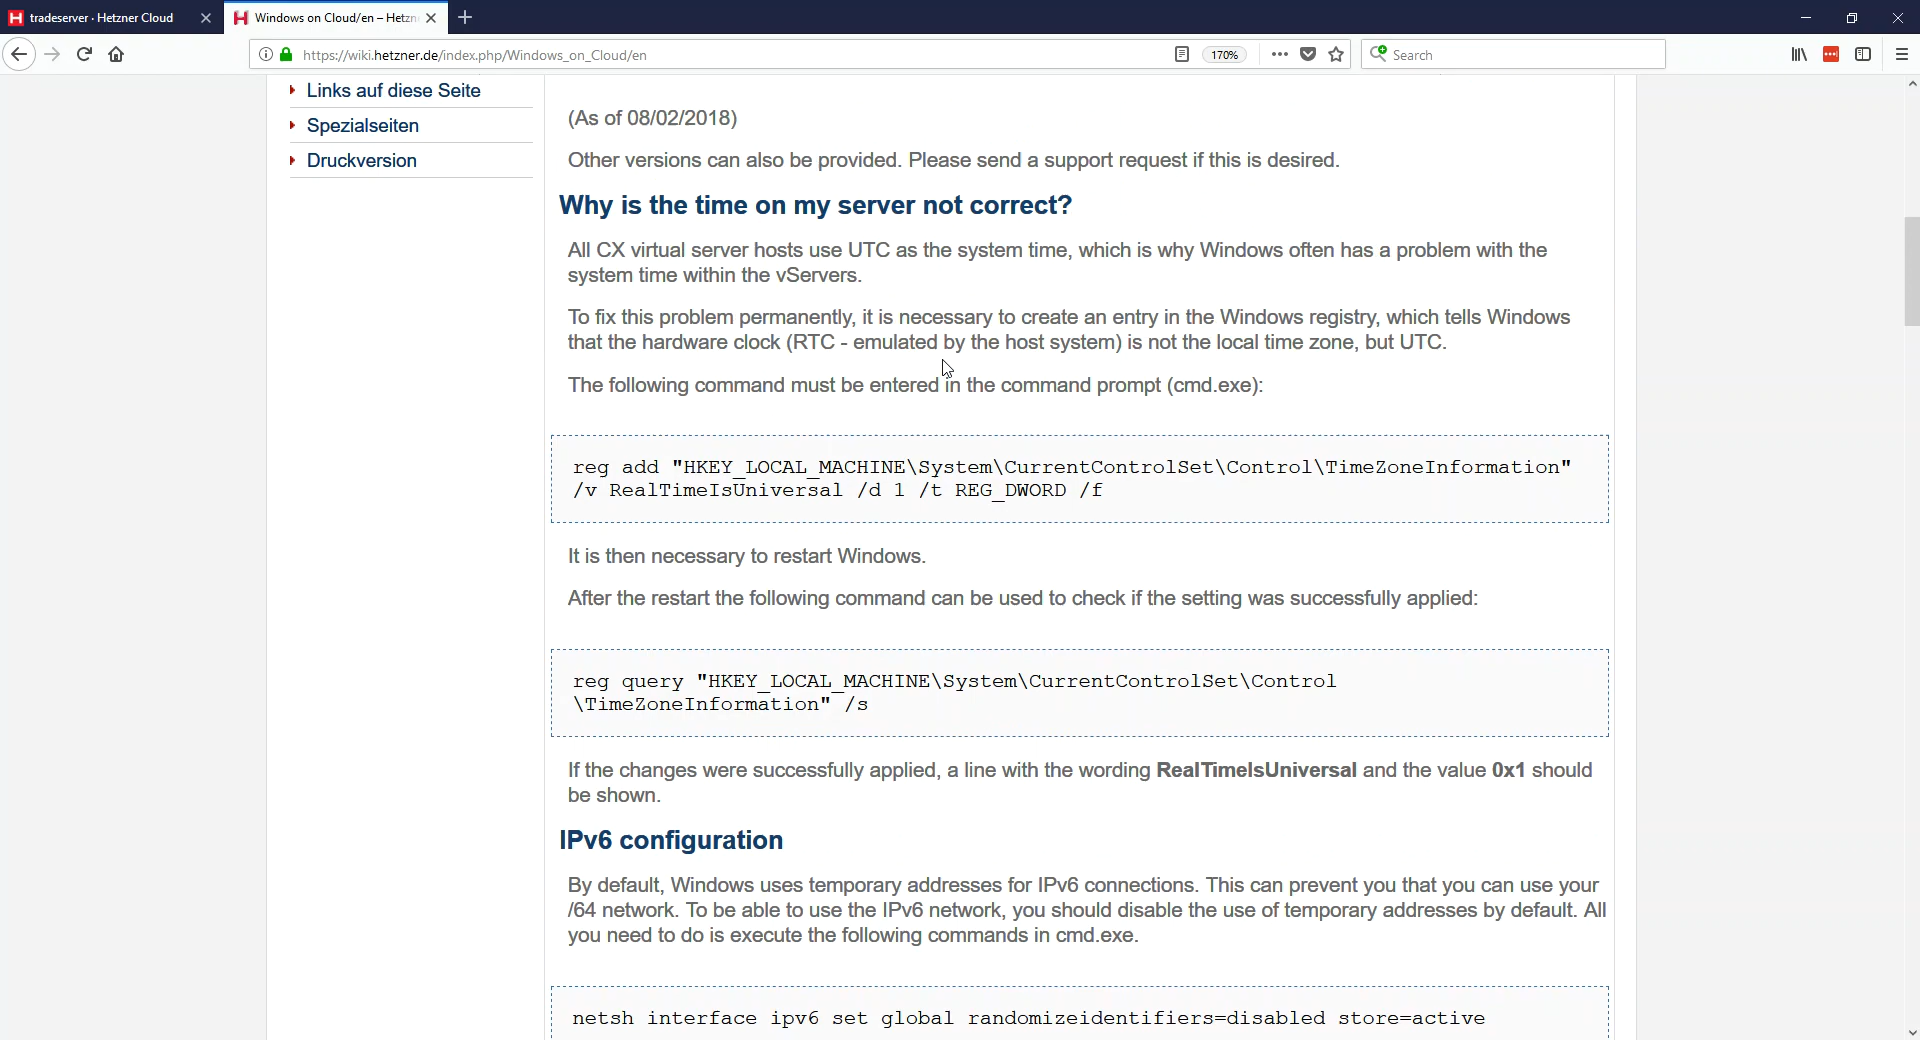 tradeserver · Hetzner Cloud
Windows on Cloud/en – Hetzn
https://wiki.hetzner.de/index.php/Windows_on_Cloud/en
170%
Search
Links auf diese Seite
Spezialseiten
Druckversion
(As of 08/02/2018)
Other versions can also be provided. Please send a support request if this is desired.
Why is the time on my server not correct?
All CX virtual server hosts use UTC as the system time, which is why Windows often has a problem with the
system time within the vServers.
To fix this problem permanently, it is necessary to create an entry in the Windows registry, which tells Windows
that the hardware clock (RTC - emulated by the host system) is not the local time zone, but UTC.
The following command must be entered in the command prompt (cmd.exe):
reg add "HKEY_LOCAL_MACHINE\System\CurrentControlSet\Control\TimeZoneInformation"
/v RealTimeIsUniversal /d 1 /t REG_DWORD /f
It is then necessary to restart Windows.
After the restart the following command can be used to check if the setting was successfully applied:
reg query "HKEY_LOCAL_MACHINE\System\CurrentControlSet\Control
\TimeZoneInformation" /s
If the changes were successfully applied, a line with the wording RealTimeIsUniversal and the value 0x1 should
be shown.
IPv6 configuration
By default, Windows uses temporary addresses for IPv6 connections. This can prevent you that you can use your
/64 network. To be able to use the IPv6 network, you should disable the use of temporary addresses by default. All
you need to do is execute the following commands in cmd.exe.
netsh interface ipv6 set global randomizeidentifiers=disabled store=active